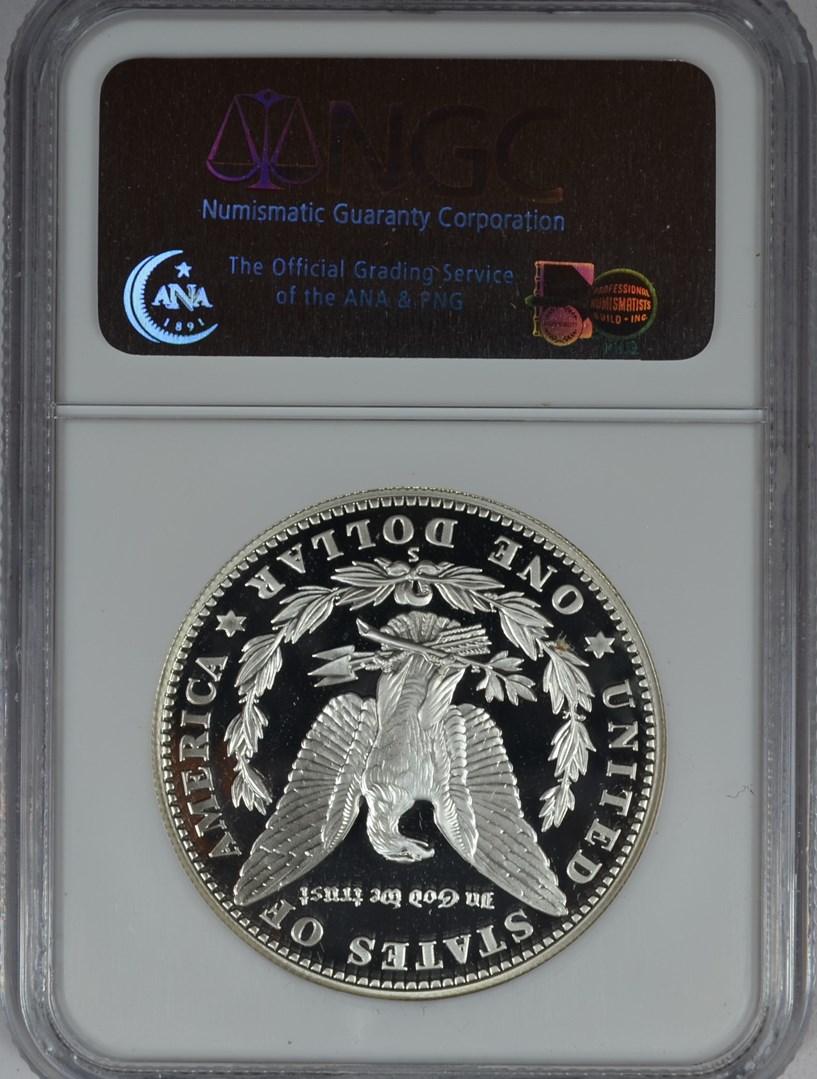 NGC
Numismatic Guaranty Corporation
The Official Grading Service
of the ANA & PNG
ANA
1891
PROFESSIONAL
NUMISMATISTS
GUILD • INC.
UNITED STATES OF AMERICA
In God we trust
ONE DOLLAR
S